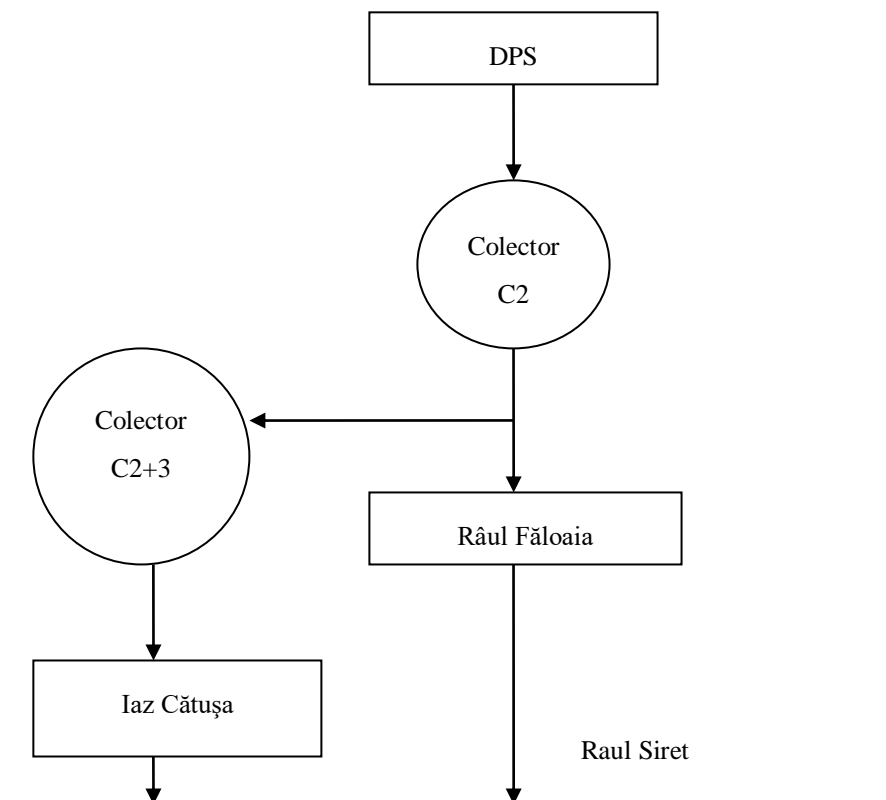 DPS
Colector
C2
Colector
C2+3
Râul Făloaia
Iaz Cătuşa
Raul Siret